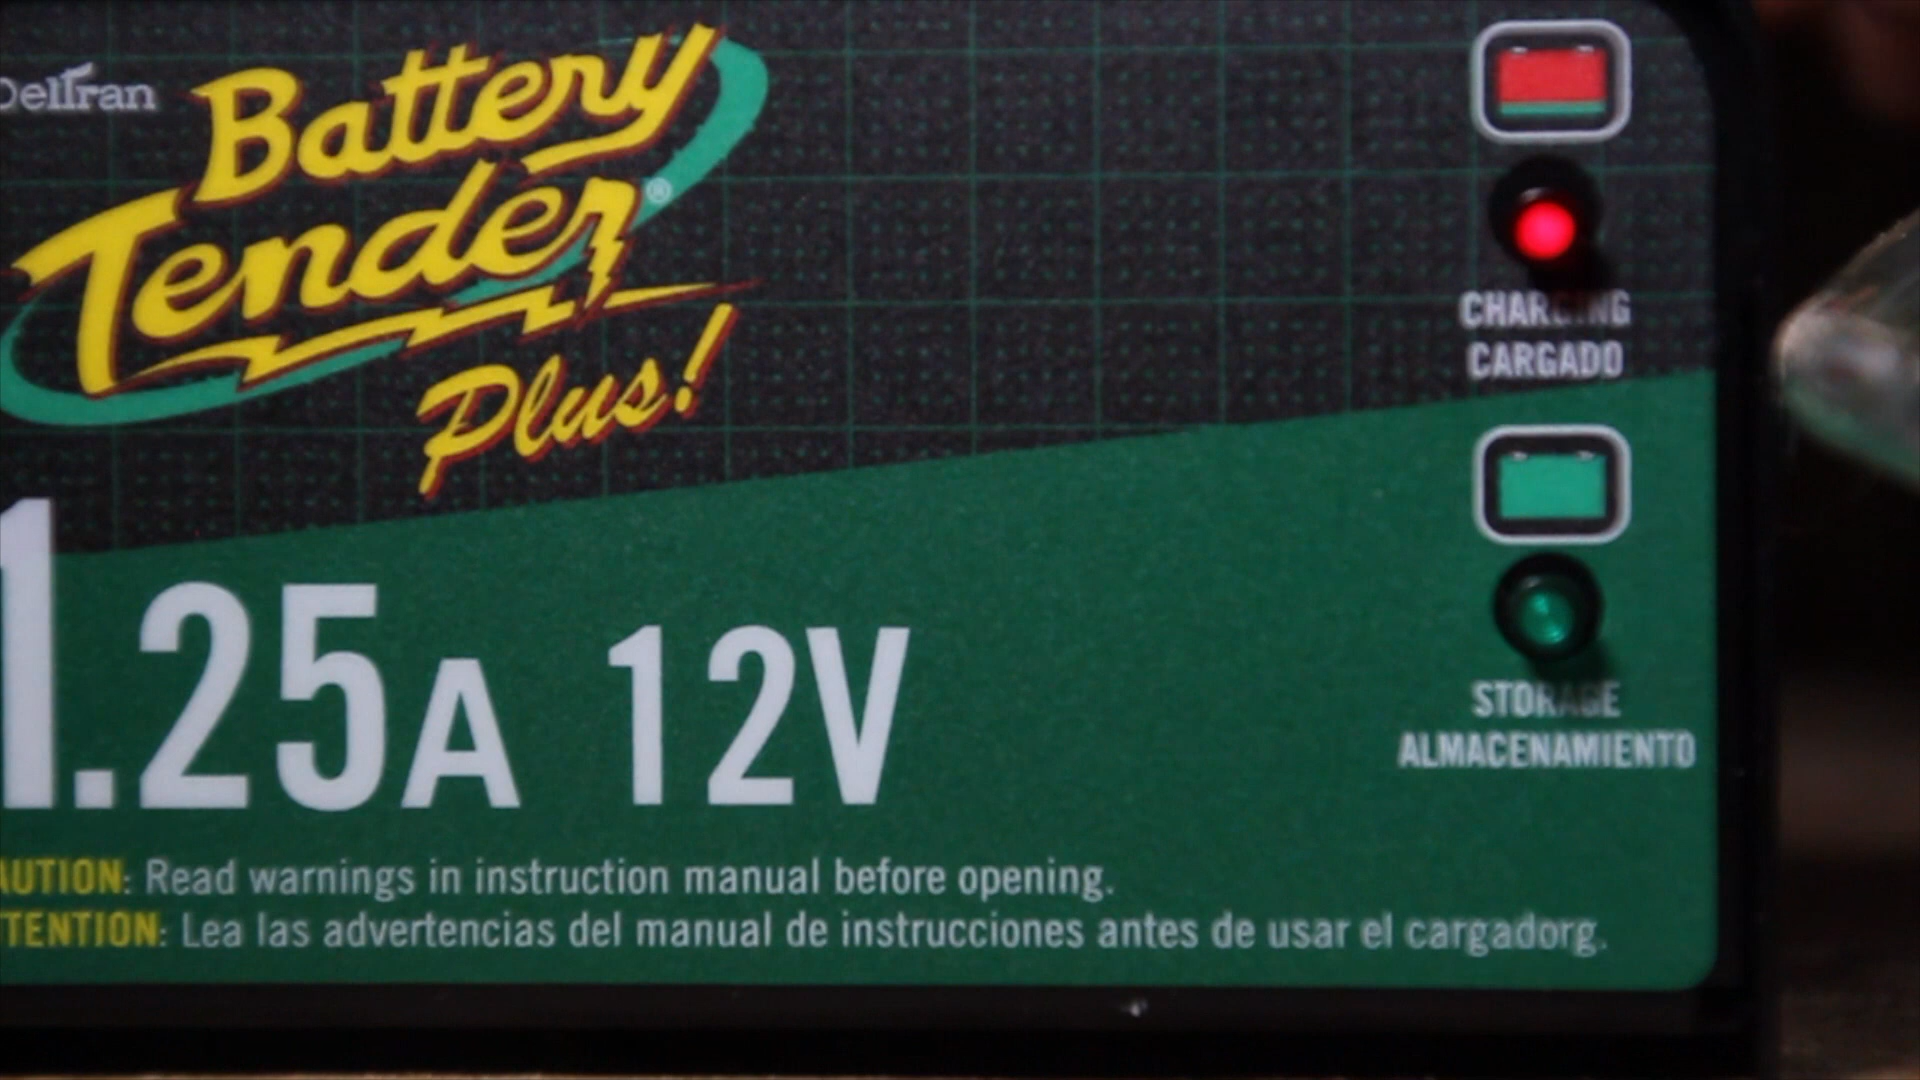 Deltran
Battery
Tender®
Plus!
CHARGING
CARGADO
1.25A 12V
STORAGE
ALMACENAMIENTO
AUTION: Read warnings in instruction manual before opening.
TTENTION: Lea las advertencias del manual de instrucciones antes de usar el cargadorg.